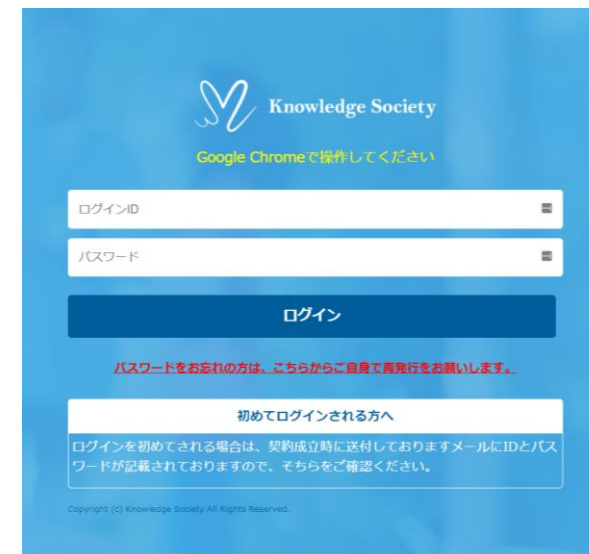 Knowledge Society
Google Chromeで操作してください
ログインID
パスワード
ログイン
パスワードをお忘れの方は、こちらからご自身で再発行をお願いします。
初めてログインされる方へ
ログインを初めてされる場合は、契約成立時に送付しておりますメールにIDとパス
ワードが記載されておりますので、そちらをご確認ください。
Copyright (c) Knowledge Society All Rights Reserved.